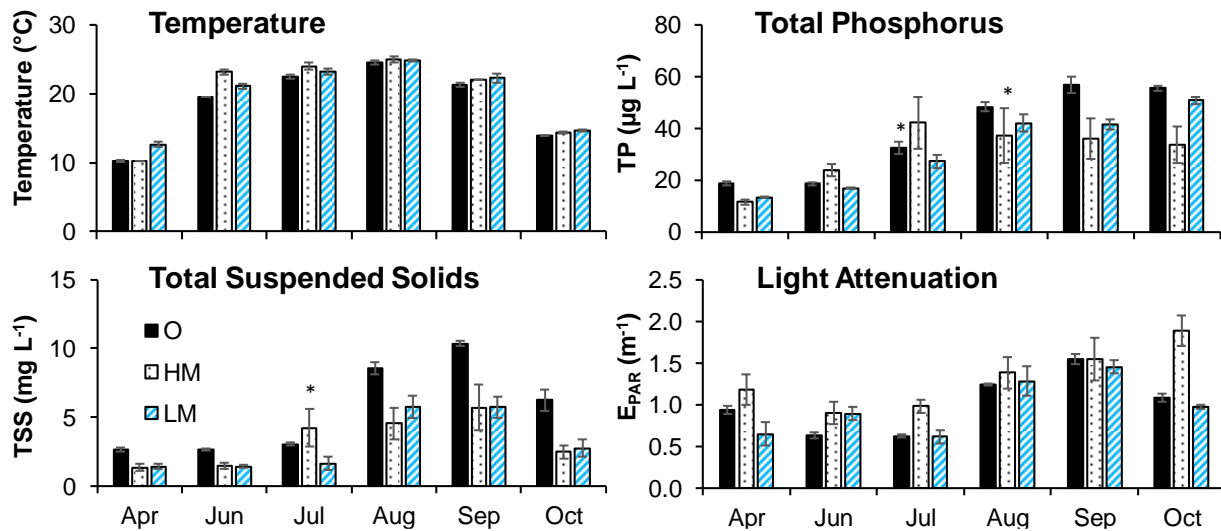 Temperature
Temperature (°C)
30
20
10
0
Total Phosphorus
TP (µg L-1)
80
60
40
20
0
*
*
Total Suspended Solids
TSS (mg L-1)
15
10
5
0
O
HM
LM
*
Apr Jun Jul Aug Sep Oct
Light Attenuation
EPAR (m-1)
2.5
2.0
1.5
1.0
0.5
0.0
Apr Jun Jul Aug Sep Oct